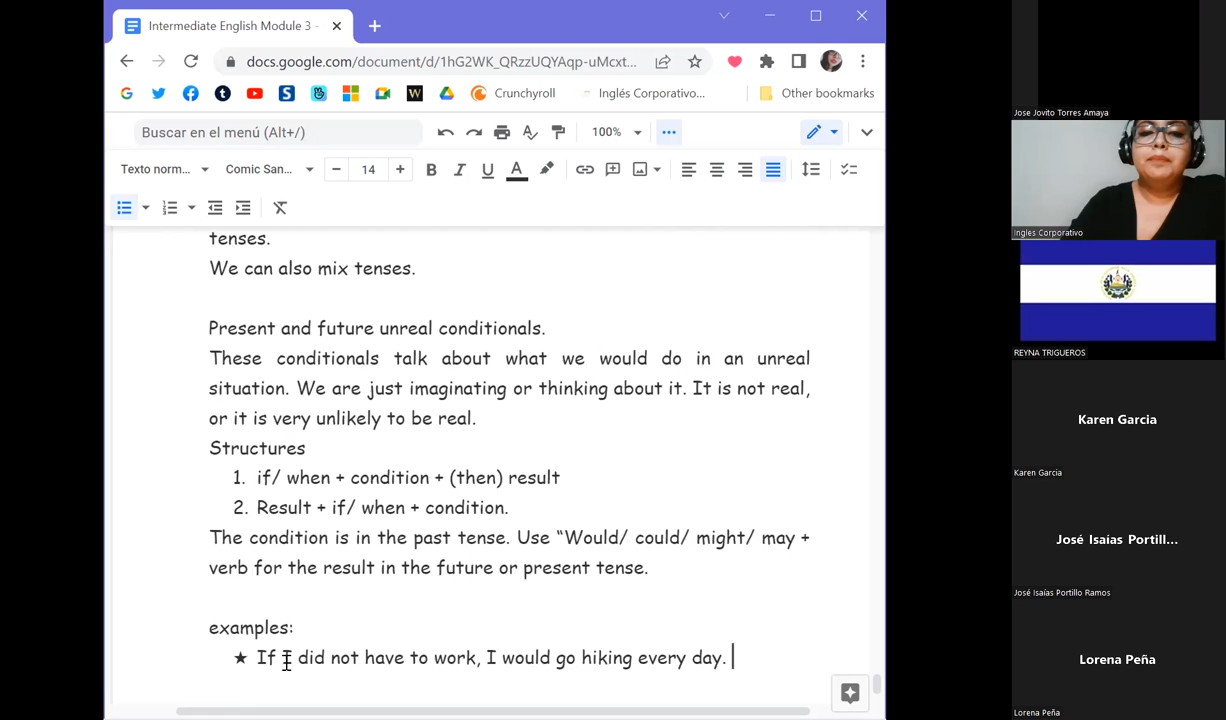 Intermediate English Module 3 -
docs.google.com/document/d/1hG2WK_QRzzUQYAqp-uMcxt...
Crunchyroll
Inglés Corporativo...
Other bookmarks
Buscar en el menú (Alt+/)
100%
Texto norm...
Comic San...
14
B I U A
tenses.
We can also mix tenses.
Present and future unreal conditionals.
These conditionals talk about what we would do in an unreal
situation. We are just imaginating or thinking about it. It is not real,
or it is very unlikely to be real.
Structures
1. if/ when + condition + (then) result
2. Result + if/ when + condition.
The condition is in the past tense. Use “Would/ could/ might/ may +
verb for the result in the future or present tense.
examples:
★ If I did not have to work, I would go hiking every day.
Jose Jovito Torres Amaya
Ingles Corporativo
REYNA TRIGUEROS
Karen Garcia
Karen Garcia
José Isaías Portill...
José Isaías Portillo Ramos
Lorena Peña
Lorena Peña